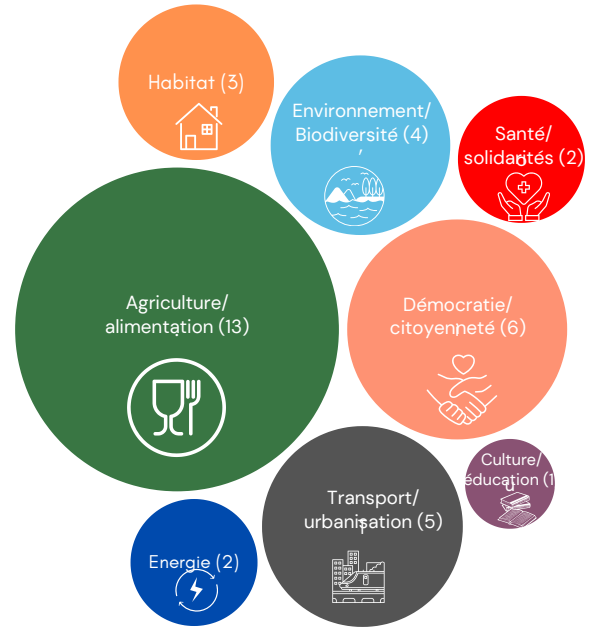 Habitat (3)
Environnement/
Biodiversité (4)
Santé/
solidarités (2)
Agriculture/
alimentation (13)
Démocratie/
citoyenneté (6)
Culture/
éducation (1
Transport/
urbanisation (5)
Energie (2)